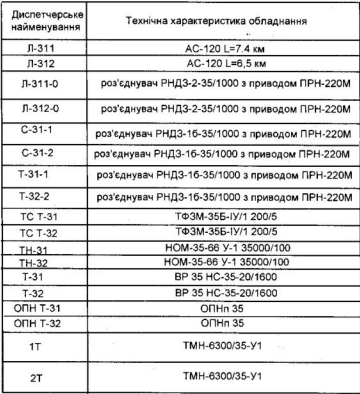 Диспетчерське найменування
Технічна характеристика обладнання
Л-311 АС-120 L=7.4 км
Л-312 АС-120 L=6,5 км
Л-311-0 роз'єднувач РНДЗ-2-35/1000 з приводом ПРН-220М
Л-312-0 роз'єднувач РНДЗ-2-35/1000 з приводом ПРН-220М
С-31-1 роз'єднувач РНДЗ-1б-35/1000 з приводом ПРН-220М
С-31-2 роз'єднувач РНДЗ-1б-35/1000 з приводом ПРН-220М
Т-31-1 роз'єднувач РНДЗ-1б-35/1000 з приводом ПРН-220М
Т-32-2 роз'єднувач РНДЗ-1б-35/1000 з приводом ПРН-220М
ТС Т-31 ТФЗМ-35Б-ІУ/1 200/5
ТС Т-32 ТФЗМ-35Б-ІУ/1 200/5
ТН-31 НОМ-35-66 У-1 35000/100
ТН-32 НОМ-35-66 У-1 35000/100
Т-31 ВР 35 НС-35-20/1600
Т-32 ВР 35 НС-35-20/1600
ОПН Т-31 ОПНп 35
ОПН Т-32 ОПНп 35
1Т ТМН-6300/35-У1
2Т ТМН-6300/35-У1